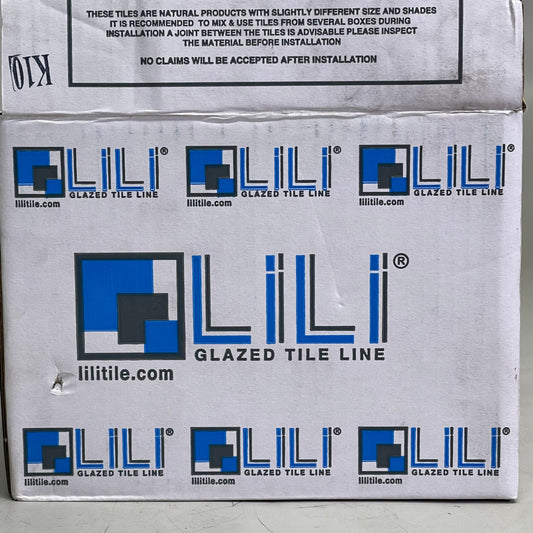 THESE TILES ARE NATURAL PRODUCTS WITH SLIGHTLY DIFFERENT SIZE AND SHADES
IT IS RECOMMENDED TO MIX & USE TILES FROM SEVERAL BOXES DURING
INSTALLATION A JOINT BETWEEN THE TILES IS ADVISABLE PLEASE INSPECT
THE MATERIAL BEFORE INSTALLATION
NO CLAIMS WILL BE ACCEPTED AFTER INSTALLATION
K10
LiLi® LiLi® LiLi®
GLAZED TILE LINE GLAZED TILE LINE GLAZED TILE LINE
lilitile.com lilitile.com lilitile.com
LiLi®
GLAZED TILE LINE
lilitile.com
LiLi® LiLi® LiLi®
GLAZED TILE LINE GLAZED TILE LINE GLAZED TILE LINE
lilitile.com lilitile.com lilitile.com